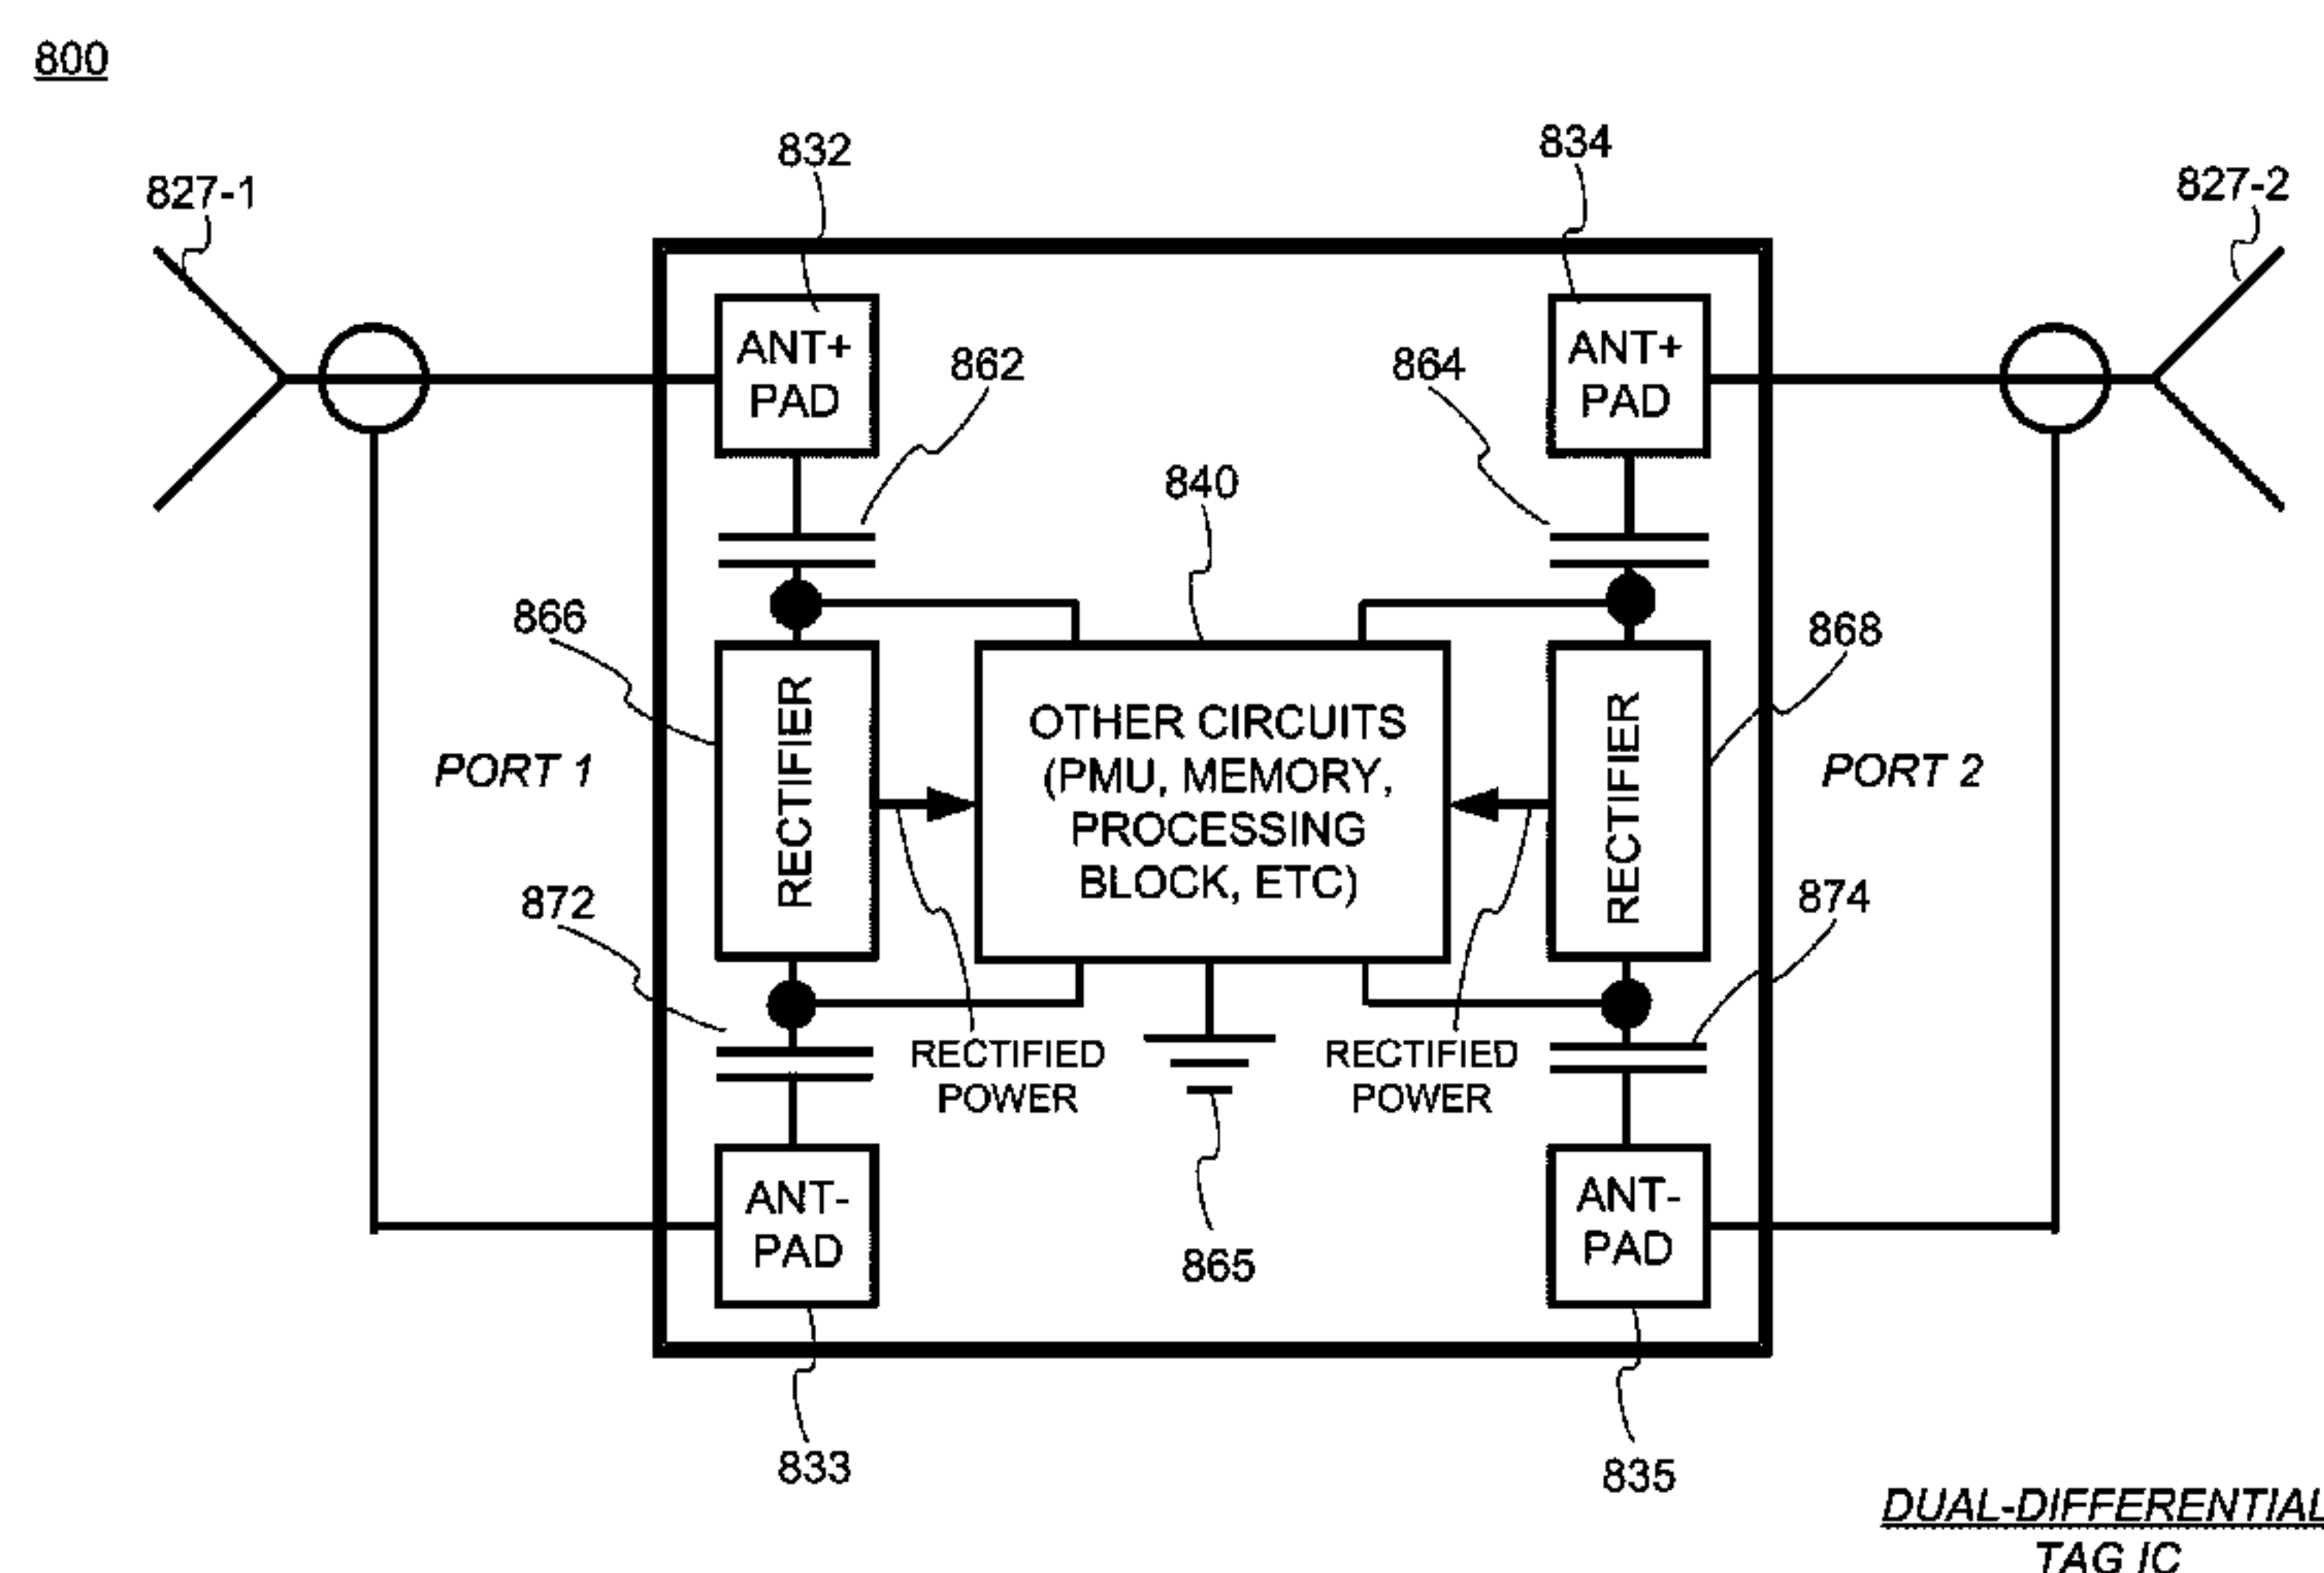 800
832
834
827-1
827-2
ANT+
PAD
ANT+
PAD
862
864
840
866
868
RECTIFIER
OTHER CIRCUITS
(PMU, MEMORY,
PROCESSING
BLOCK, ETC)
RECTIFIER
PORT 1
PORT 2
872
874
RECTIFIED
POWER
RECTIFIED
POWER
ANT-
PAD
ANT-
PAD
865
833
835
DUAL-DIFFERENTIAL
TAG IC